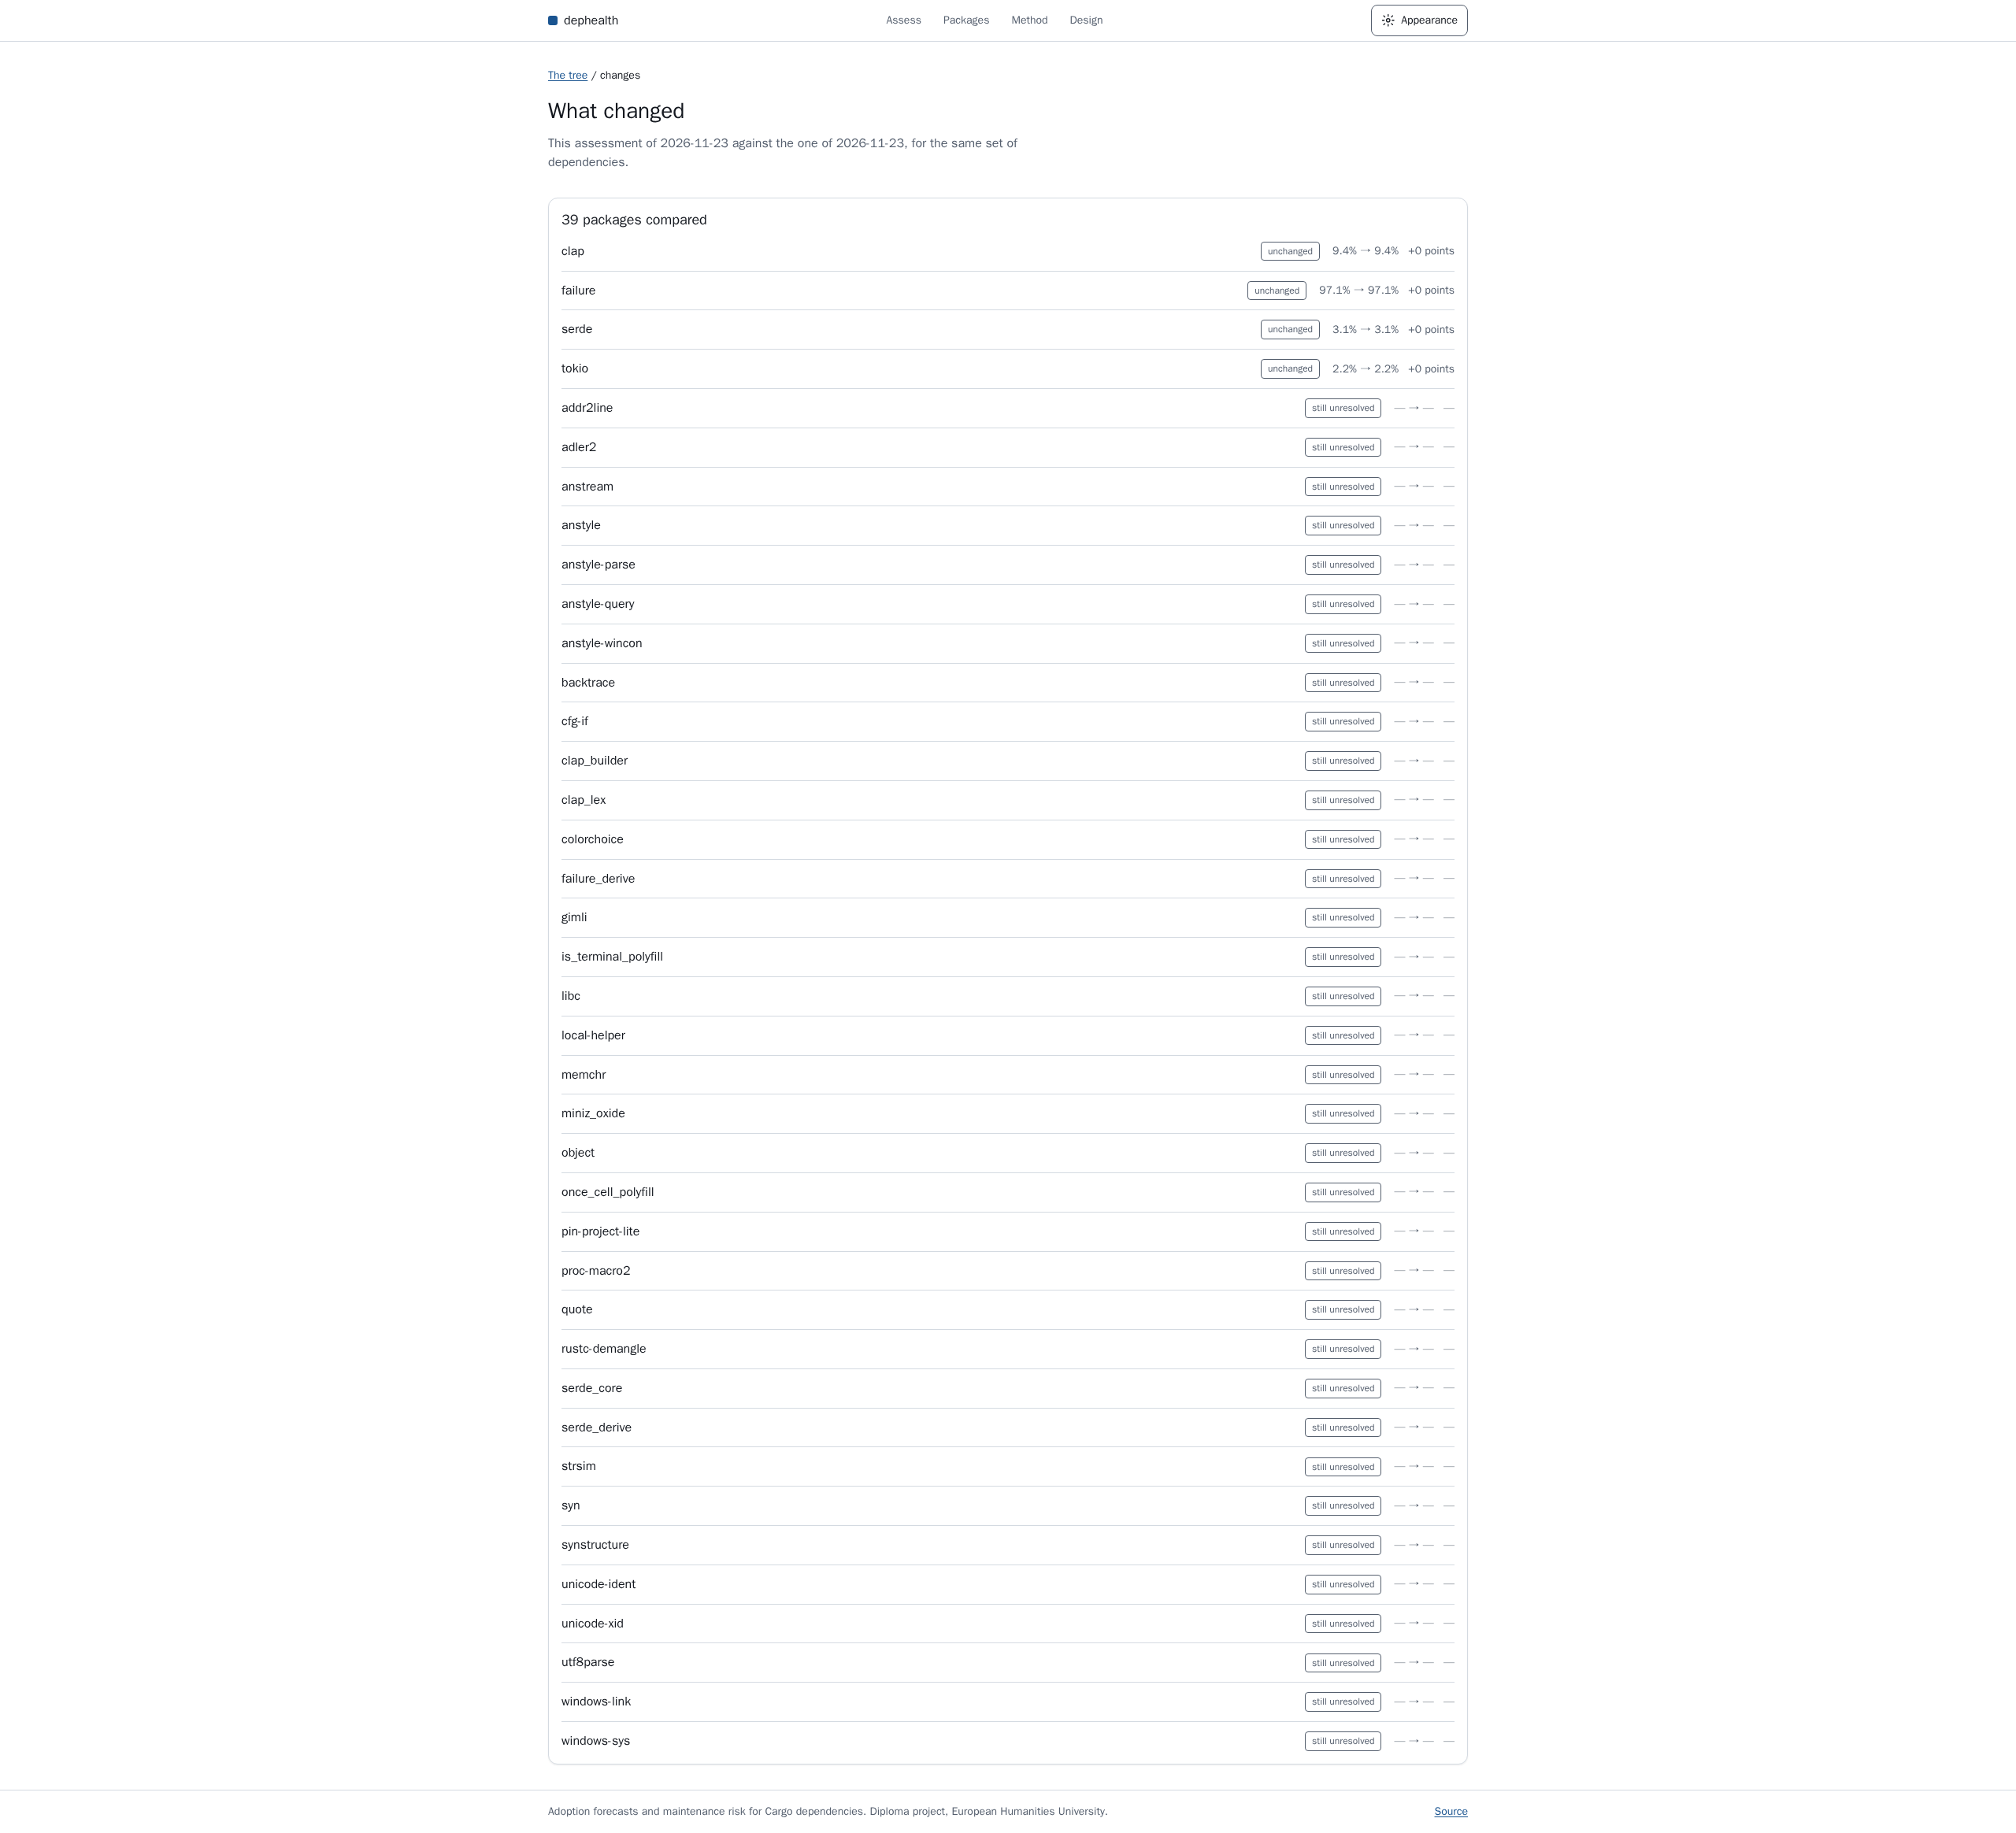 dephealth
Assess Packages Method Design
Appearance
The tree / changes
What changed
This assessment of 2026-11-23 against the one of 2026-11-23, for the same set of
dependencies.
39 packages compared
clap unchanged 9.4% → 9.4% +0 points
failure unchanged 97.1% → 97.1% +0 points
serde unchanged 3.1% → 3.1% +0 points
tokio unchanged 2.2% → 2.2% +0 points
addr2line still unresolved — → — —
adler2 still unresolved — → — —
anstream still unresolved — → — —
anstyle still unresolved — → — —
anstyle-parse still unresolved — → — —
anstyle-query still unresolved — → — —
anstyle-wincon still unresolved — → — —
backtrace still unresolved — → — —
cfg-if still unresolved — → — —
clap_builder still unresolved — → — —
clap_lex still unresolved — → — —
colorchoice still unresolved — → — —
failure_derive still unresolved — → — —
gimli still unresolved — → — —
is_terminal_polyfill still unresolved — → — —
libc still unresolved — → — —
local-helper still unresolved — → — —
memchr still unresolved — → — —
miniz_oxide still unresolved — → — —
object still unresolved — → — —
once_cell_polyfill still unresolved — → — —
pin-project-lite still unresolved — → — —
proc-macro2 still unresolved — → — —
quote still unresolved — → — —
rustc-demangle still unresolved — → — —
serde_core still unresolved — → — —
serde_derive still unresolved — → — —
strsim still unresolved — → — —
syn still unresolved — → — —
synstructure still unresolved — → — —
unicode-ident still unresolved — → — —
unicode-xid still unresolved — → — —
utf8parse still unresolved — → — —
windows-link still unresolved — → — —
windows-sys still unresolved — → — —
Adoption forecasts and maintenance risk for Cargo dependencies. Diploma project, European Humanities University. Source